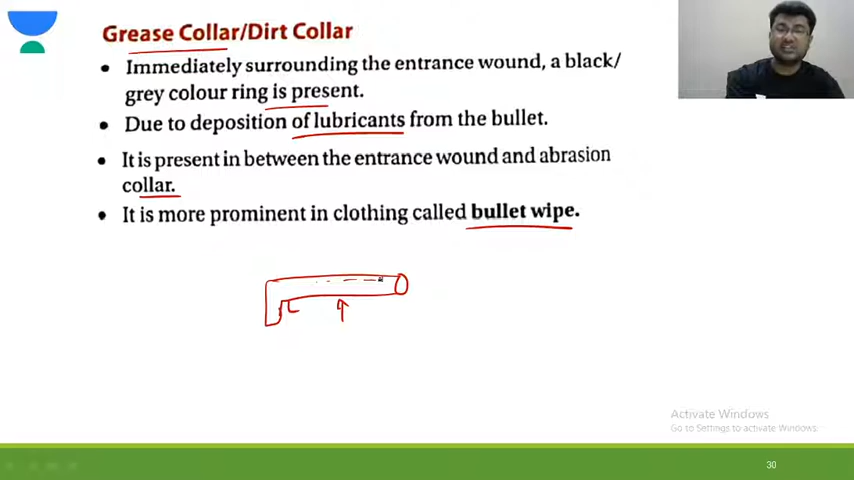 Grease Collar/Dirt Collar
• Immediately surrounding the entrance wound, a black/
grey colour ring is present.
• Due to deposition of lubricants from the bullet.
• It is present in between the entrance wound and abrasion
collar.
• It is more prominent in clothing called bullet wipe.
Activate Windows
Go to Settings to activate Windows.
30